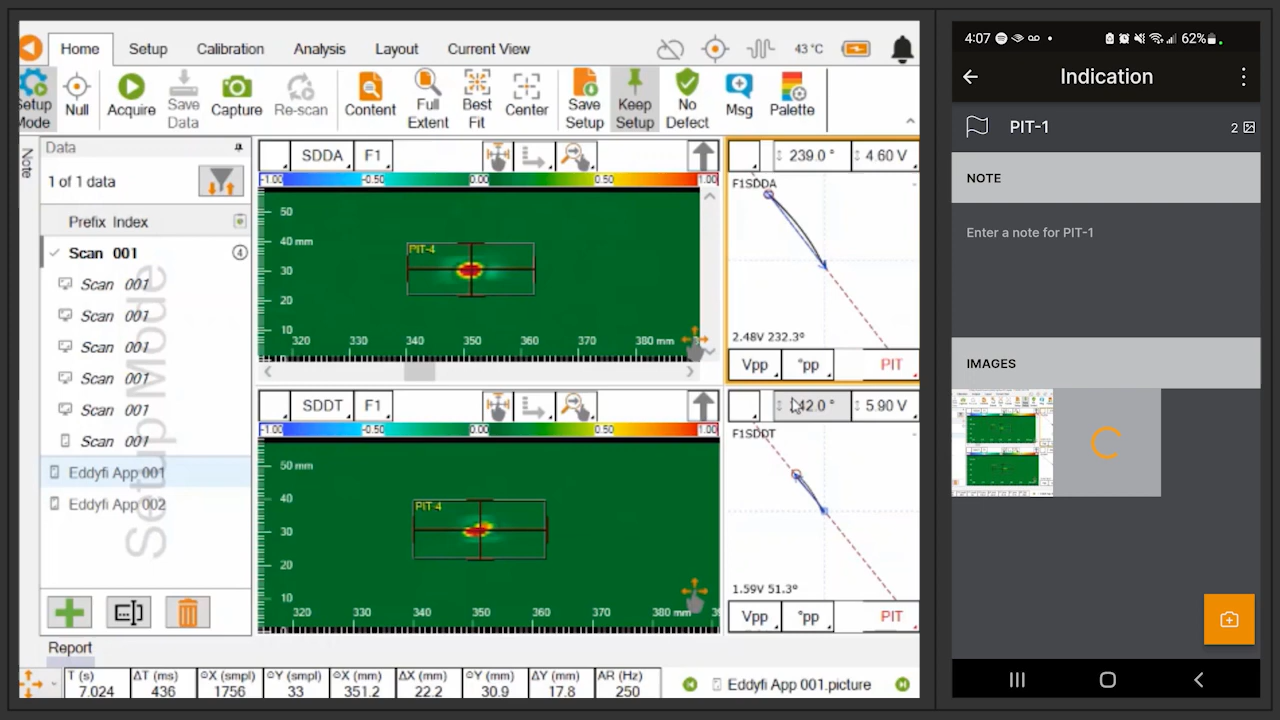 Home Setup Calibration Analysis Layout Current View 43 °C
Setup Mode
Null
Acquire
Save Data
Capture
Re-scan
Content
Full Extent
Best Fit
Center
Save Setup
Keep Setup
No Defect
Msg
Palette
Note
Data
1 of 1 data
Prefix Index
Scan 001 4
Scan 001
Scan 001
Scan 001
Scan 001
Scan 001
Scan 001
Eddyfi App 001
Eddyfi App 002
Setup Mode
Report
SDDA F1
-1.00 -0.50 0.00 0.50 1.00
50
40 mm
30
20
10
PIT-4
320 330 340 350 360 370 380 mm
239.0 ° 4.60 V
F1SDDA
2.48V 232.3°
Vpp °pp PIT
SDDT F1
-1.00 -0.50 0.00 0.50 1.00
50 mm
40
30
20
10
PIT-4
320 330 340 350 360 370 380 mm
42.0 ° 5.90 V
F1SDDT
1.59V 51.3°
Vpp °pp PIT
T (s) ΔT (ms) ⊙X (smpl) ⊙Y (smpl) ⊙X (mm) ΔX (mm) ⊙Y (mm) ΔY (mm) AR (Hz)
7.024 436 1756 33 351.2 22.2 30.9 17.8 250
Eddyfi App 001.picture
4:07 62%
Indication
PIT-1 2
NOTE
Enter a note for PIT-1
IMAGES